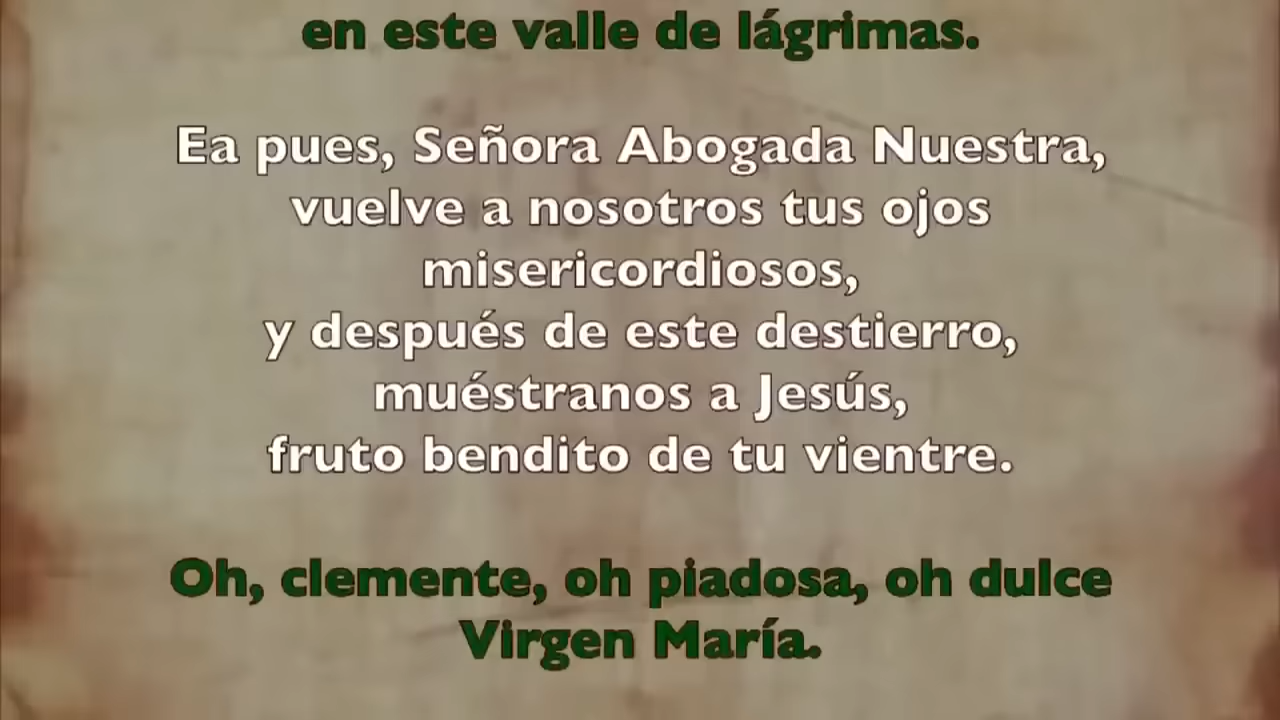 en este valle de lágrimas.
Ea pues, Señora Abogada Nuestra,
vuelve a nosotros tus ojos
misericordiosos,
y después de este destierro,
muéstranos a Jesús,
fruto bendito de tu vientre.
Oh, clemente, oh piadosa, oh dulce
Virgen María.